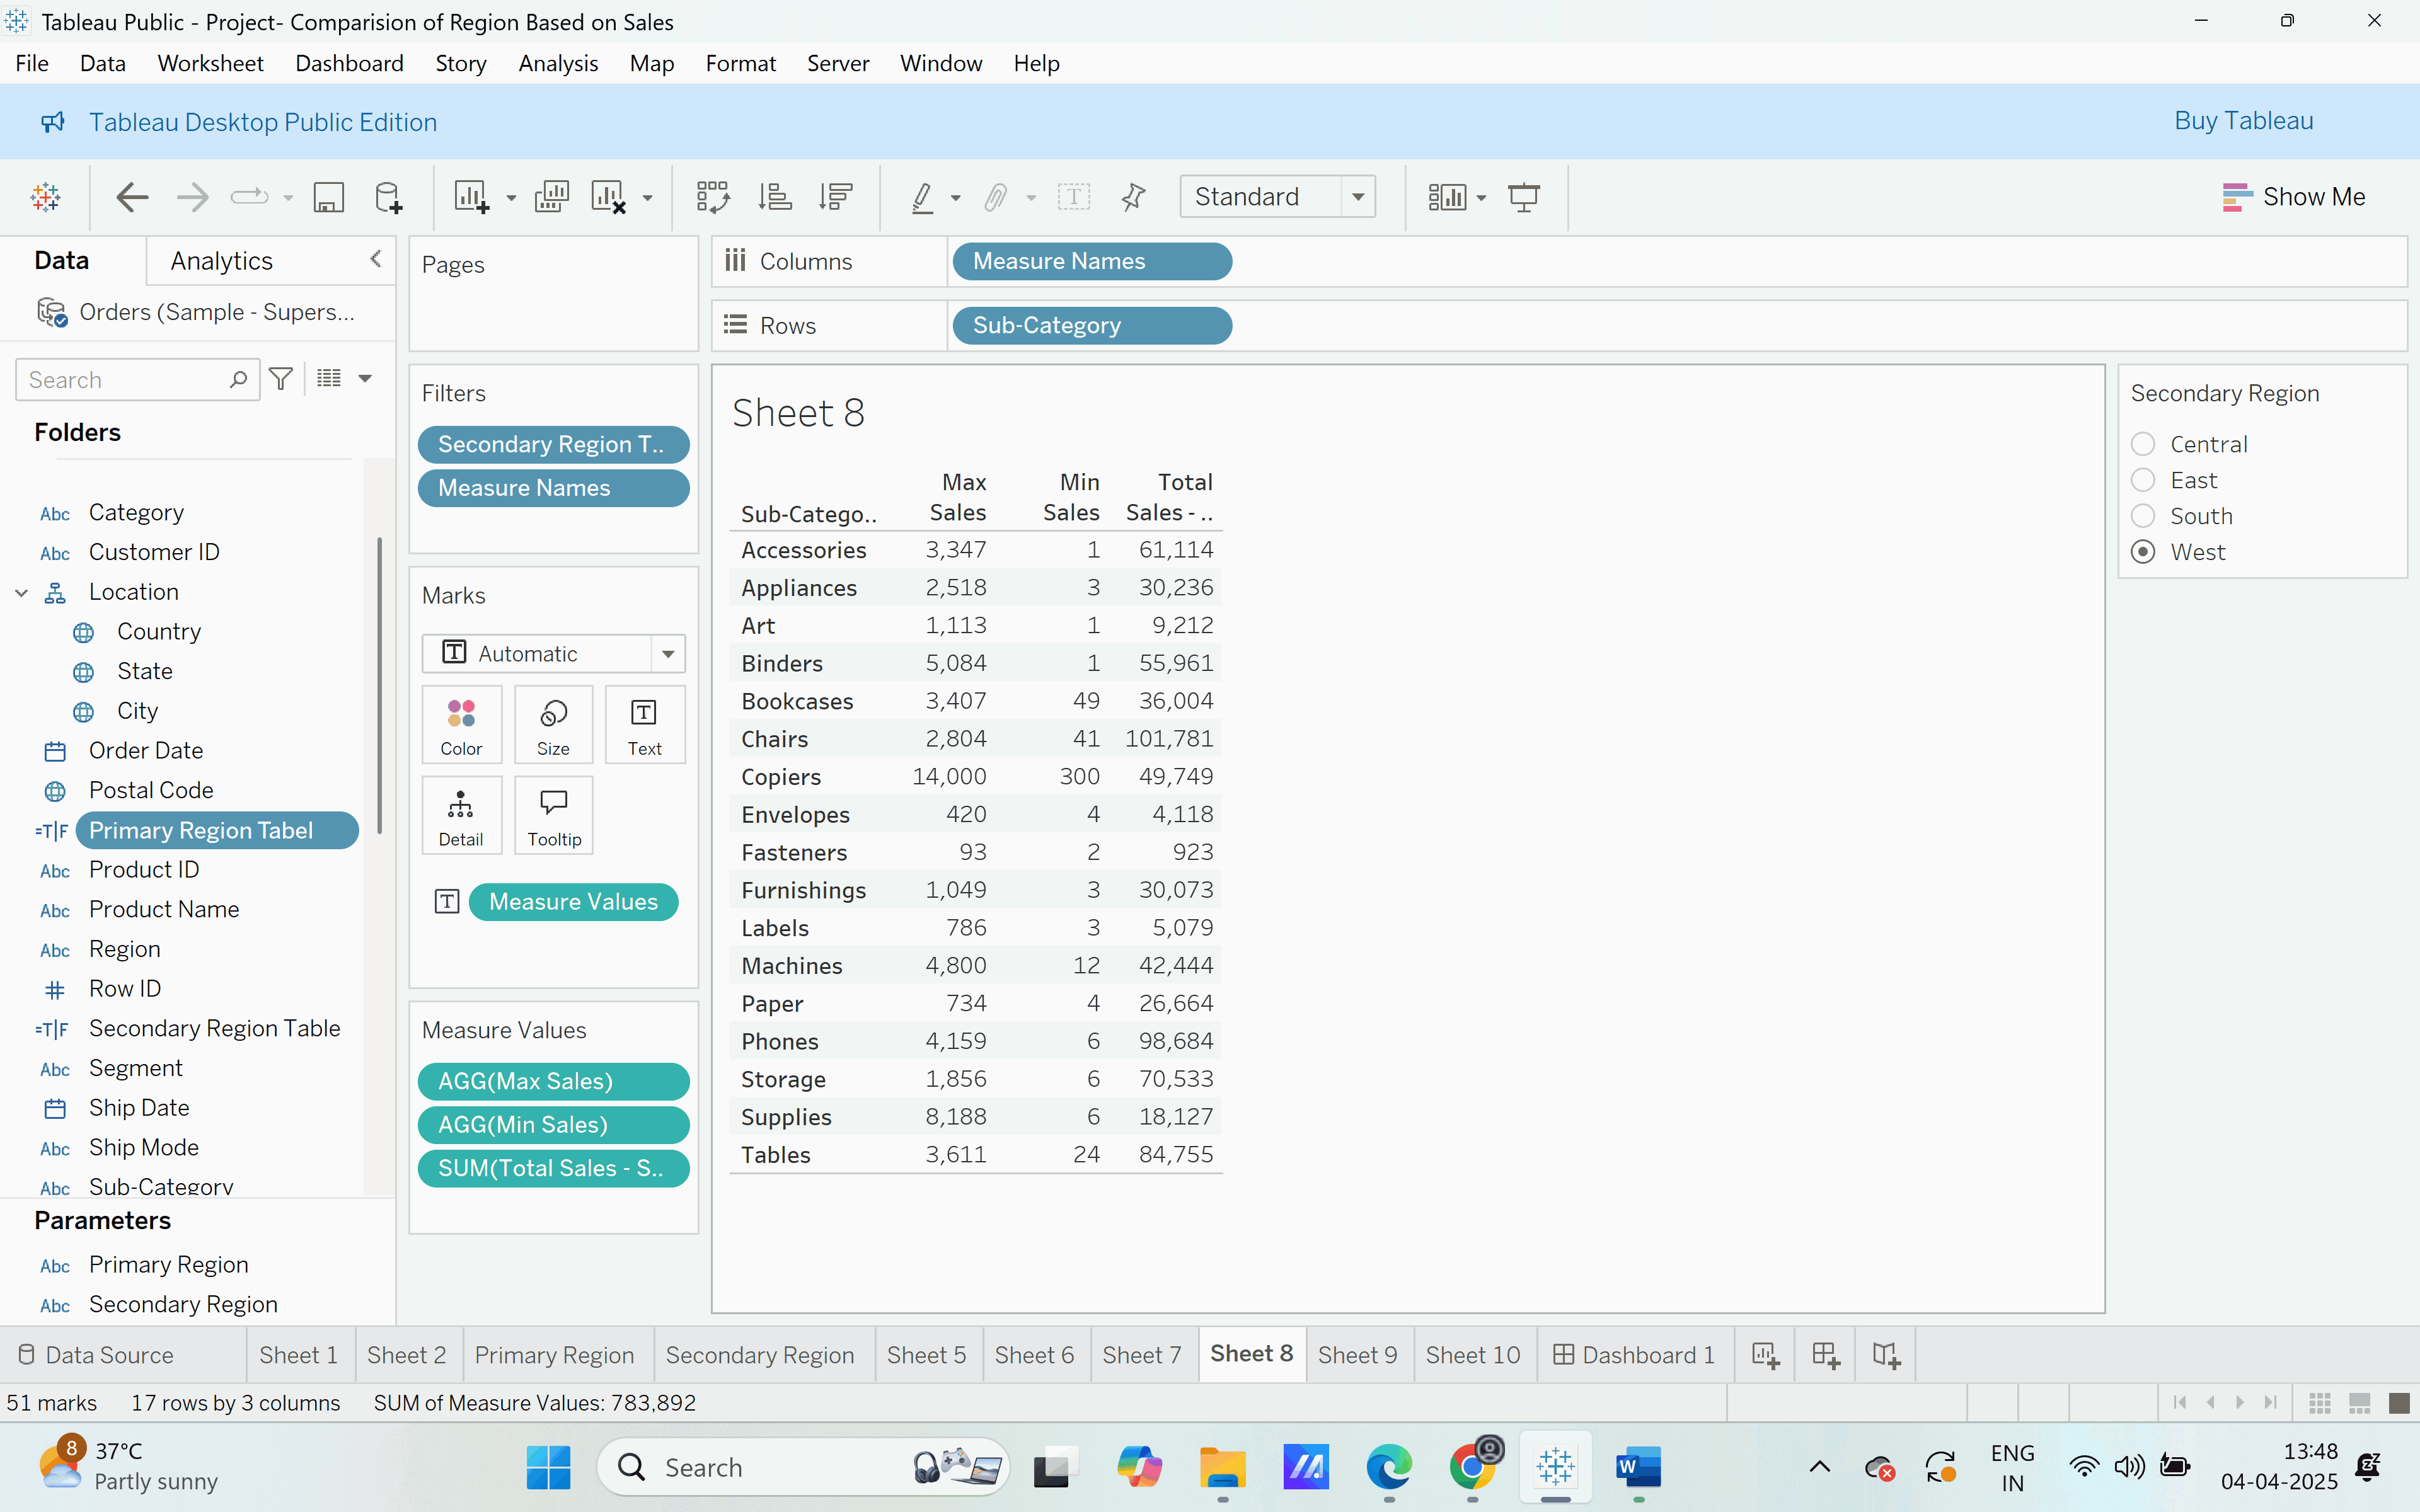 Tableau Public - Project- Comparision of Region Based on Sales
File Data Worksheet Dashboard Story Analysis Map Format Server Window Help
Tableau Desktop Public Edition
Buy Tableau
Standard
Show Me
Data
Analytics
Orders (Sample - Supers...
Search
Folders
Abc Category
Abc Customer ID
Location
Country
State
City
Order Date
Postal Code
=T|F Primary Region Tabel
Abc Product ID
Abc Product Name
Abc Region
# Row ID
=T|F Secondary Region Table
Abc Segment
Ship Date
Abc Ship Mode
Abc Sub-Category
Parameters
Abc Primary Region
Abc Secondary Region
Pages
Filters
Secondary Region T..
Measure Names
Marks
T Automatic
Color Size Text
Detail Tooltip
T Measure Values
Measure Values
AGG(Max Sales)
AGG(Min Sales)
SUM(Total Sales - S..
Columns Measure Names
Rows Sub-Category
Sheet 8
Max Min Total
Sub-Catego.. Sales Sales Sales - ..
Accessories 3,347 1 61,114
Appliances 2,518 3 30,236
Art 1,113 1 9,212
Binders 5,084 1 55,961
Bookcases 3,407 49 36,004
Chairs 2,804 41 101,781
Copiers 14,000 300 49,749
Envelopes 420 4 4,118
Fasteners 93 2 923
Furnishings 1,049 3 30,073
Labels 786 3 5,079
Machines 4,800 12 42,444
Paper 734 4 26,664
Phones 4,159 6 98,684
Storage 1,856 6 70,533
Supplies 8,188 6 18,127
Tables 3,611 24 84,755
Secondary Region
Central
East
South
West
Data Source Sheet 1 Sheet 2 Primary Region Secondary Region Sheet 5 Sheet 6 Sheet 7 Sheet 8 Sheet 9 Sheet 10 Dashboard 1
51 marks 17 rows by 3 columns SUM of Measure Values: 783,892
8
37°C
Partly sunny
Search
W
ENG
IN
13:48
04-04-2025